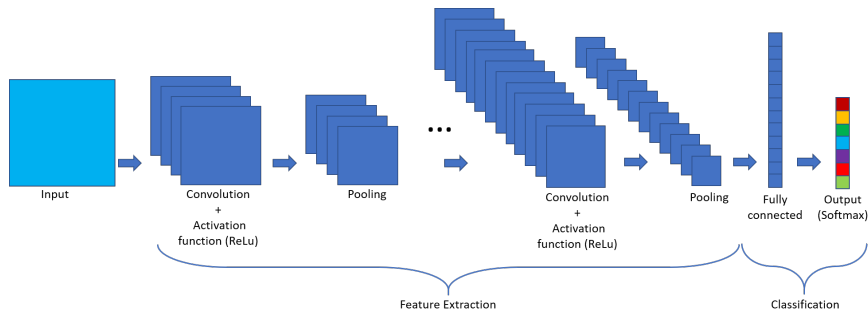 Input
Convolution
+
Activation
function (ReLu)
Pooling
...
Convolution
+
Activation
function (ReLu)
Pooling
Fully
connected
Output
(Softmax)
Feature Extraction
Classification